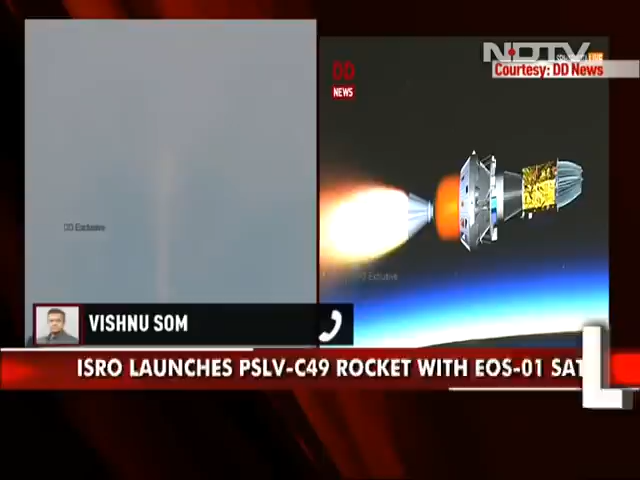 NDTV
LIVE
Courtesy: DD News
DD
NEWS
DD Exclusive
Exclusive
VISHNU SOM
ISRO LAUNCHES PSLV-C49 ROCKET WITH EOS-01 SAT